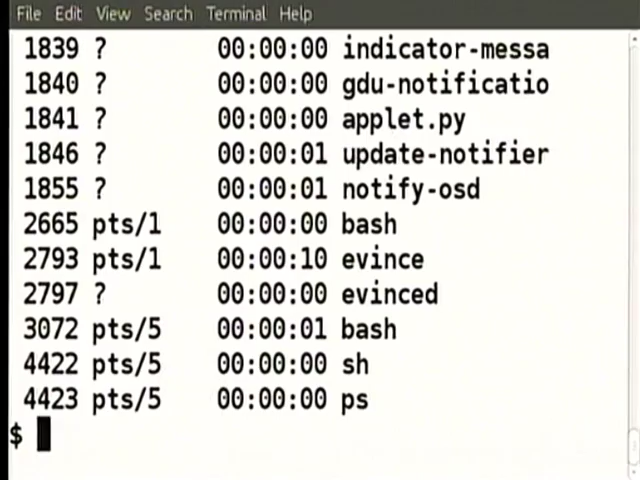 File Edit View Search Terminal Help
1839 ? 00:00:00 indicator-messa
1840 ? 00:00:00 gdu-notificatio
1841 ? 00:00:00 applet.py
1846 ? 00:00:01 update-notifier
1855 ? 00:00:01 notify-osd
2665 pts/1 00:00:00 bash
2793 pts/1 00:00:10 evince
2797 ? 00:00:00 evinced
3072 pts/5 00:00:01 bash
4422 pts/5 00:00:00 sh
4423 pts/5 00:00:00 ps
$